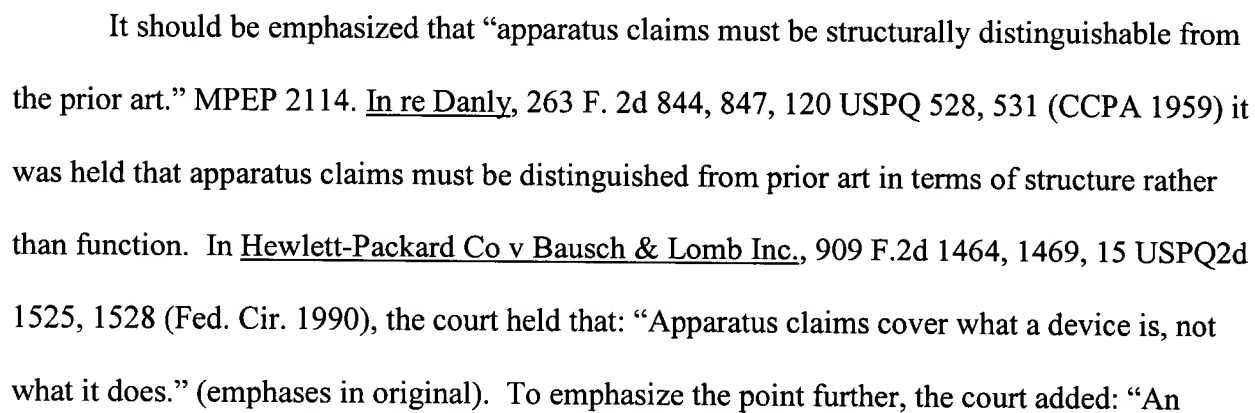 It should be emphasized that “apparatus claims must be structurally distinguishable from
the prior art.” MPEP 2114. In re Danly, 263 F. 2d 844, 847, 120 USPQ 528, 531 (CCPA 1959) it
was held that apparatus claims must be distinguished from prior art in terms of structure rather
than function. In Hewlett-Packard Co v Bausch & Lomb Inc., 909 F.2d 1464, 1469, 15 USPQ2d
1525, 1528 (Fed. Cir. 1990), the court held that: “Apparatus claims cover what a device is, not
what it does.” (emphases in original). To emphasize the point further, the court added: “An